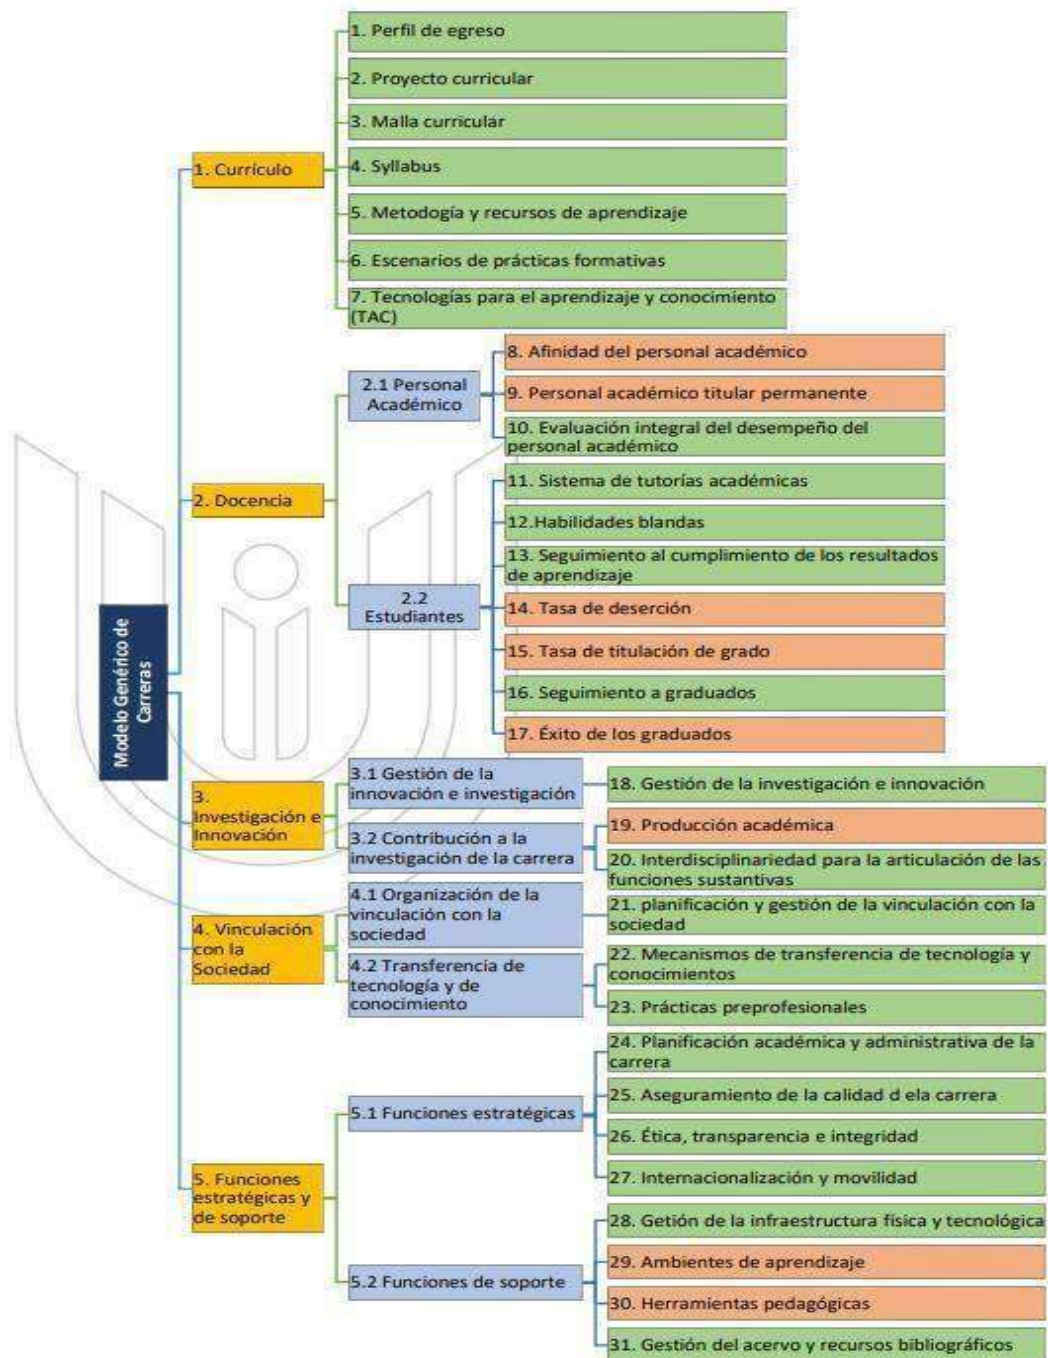 1. Perfil de egreso
2. Proyecto curricular
3. Malla curricular
1. Currículo
4. Syllabus
5. Metodogía y recursos de aprendizaje
6. Escenarios de prácticas formativas
7. Tecnologías para el aprendizaje y conocimiento
(TAC)
2. Docencia
2.1 Personal
Académico
8. Afinidad del personal académico
9. Personal académico titular permanente
10. Evaluación integral del desempeño del
personal académico
2.2
Estudiantes
11. Sistema de tutorías académicas
12.Habilidades blandas
13. Seguimiento al cumplimiento de los resultados
de aprendizaje
14. Tasa de deserción
15. Tasa de titulación de grado
16. Seguimiento a graduados
17. Éxito de los graduados
Modelo Genérico de
Carreras
3.
Investigación e
Innovación
3.1 Gestión de la
innovación e investigación
18. Gestión de la investigación e innovación
3.2 Contribución a la
investigación de la carrera
19. Producción académica
20. Interdisciplinariedad para la articulación de las
funciones sustantivas
4. Vinculación
con la
Sociedad
4.1 Organización de la
vinculación con la
sociedad
21. planificación y gestión de la vinculación con la
sociedad
4.2 Transferencia de
tecnología y de
conocimiento
22. Mecanismos de transferencia de tecnología y
conocimientos
23. Prácticas preprofesionales
5. Funciones
estratégicas y
de soporte
5.1 Funciones estratégicas
24. Planificación académica y administrativa de la
carrera
25. Aseguramiento de la calidad d ela carrera
26. Ética, transparencia e integridad
27. Internacionalización y movilidad
5.2 Funciones de soporte
28. Getión de la infraestructura física y tecnológica
29. Ambientes de aprendizaje
30. Herramientas pedagógicas
31. Gestión del acervo y recursos bibliográficos